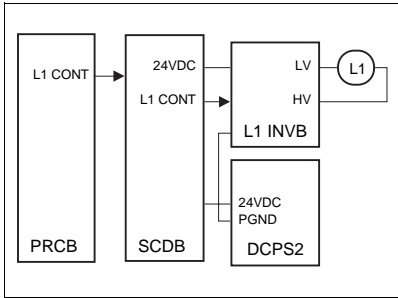 L1 CONT
PRCB
24VDC
L1 CONT
SCDB
LV
HV
L1 INVB
L1
24VDC
PGND
DCPS2